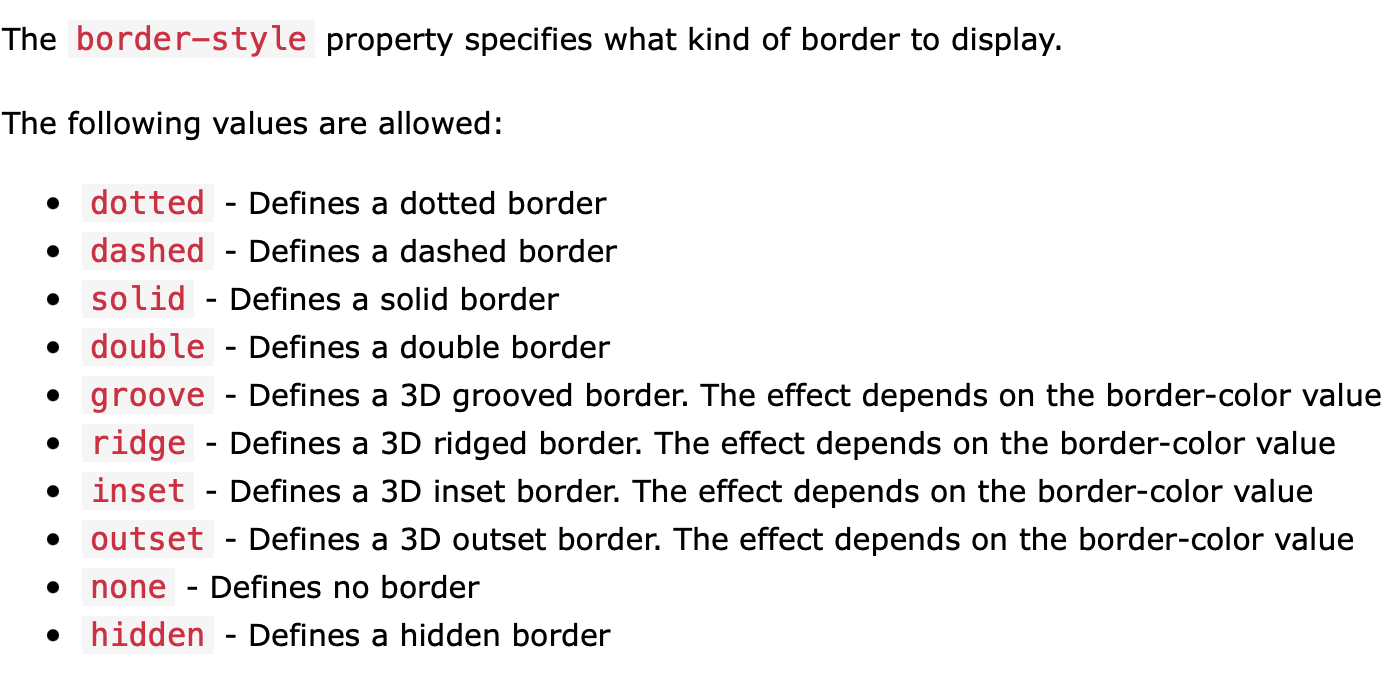 The border-style property specifies what kind of border to display.
The following values are allowed:
• dotted - Defines a dotted border
• dashed - Defines a dashed border
• solid - Defines a solid border
• double - Defines a double border
• groove - Defines a 3D grooved border. The effect depends on the border-color value
• ridge - Defines a 3D ridged border. The effect depends on the border-color value
• inset - Defines a 3D inset border. The effect depends on the border-color value
• outset - Defines a 3D outset border. The effect depends on the border-color value
• none - Defines no border
• hidden - Defines a hidden border